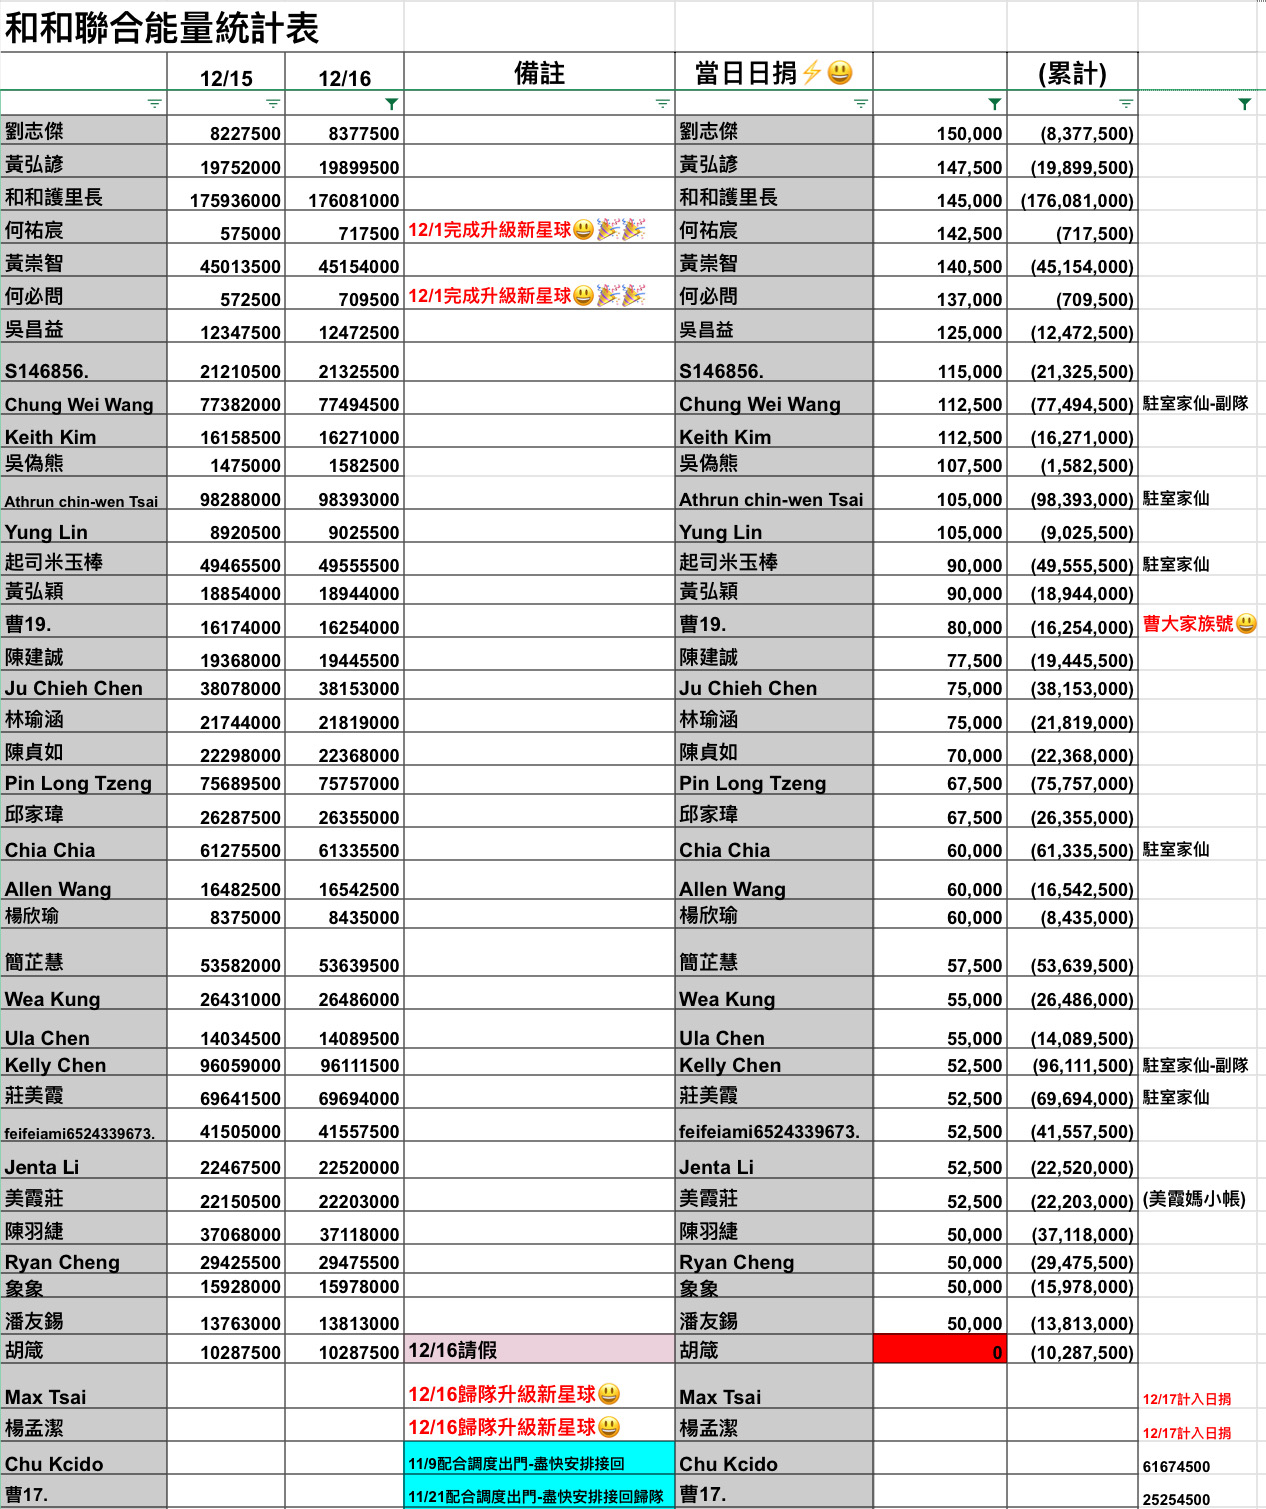 和和聯合能量統計表
12/15 12/16 備註 當日日捐⚡😃 (累計)
劉志傑 8227500 8377500 劉志傑 150,000 (8,377,500)
黃弘諺 19752000 19899500 黃弘諺 147,500 (19,899,500)
和和護里長 175936000 176081000 和和護里長 145,000 (176,081,000)
何祐宸 575000 717500 12/1完成升級新星球😃🎉🎉 何祐宸 142,500 (717,500)
黃崇智 45013500 45154000 黃崇智 140,500 (45,154,000)
何必問 572500 709500 12/1完成升級新星球😃🎉🎉 何必問 137,000 (709,500)
吳昌益 12347500 12472500 吳昌益 125,000 (12,472,500)
S146856. 21210500 21325500 S146856. 115,000 (21,325,500)
Chung Wei Wang 77382000 77494500 Chung Wei Wang 112,500 (77,494,500) 駐室家仙-副隊
Keith Kim 16158500 16271000 Keith Kim 112,500 (16,271,000)
吳偽熊 1475000 1582500 吳偽熊 107,500 (1,582,500)
Athrun chin-wen Tsai 98288000 98393000 Athrun chin-wen Tsai 105,000 (98,393,000) 駐室家仙
Yung Lin 8920500 9025500 Yung Lin 105,000 (9,025,500)
起司米玉棒 49465500 49555500 起司米玉棒 90,000 (49,555,500) 駐室家仙
黃弘穎 18854000 18944000 黃弘穎 90,000 (18,944,000)
曹19. 16174000 16254000 曹19. 80,000 (16,254,000) 曹大家族號😃
陳建誠 19368000 19445500 陳建誠 77,500 (19,445,500)
Ju Chieh Chen 38078000 38153000 Ju Chieh Chen 75,000 (38,153,000)
林瑜涵 21744000 21819000 林瑜涵 75,000 (21,819,000)
陳貞如 22298000 22368000 陳貞如 70,000 (22,368,000)
Pin Long Tzeng 75689500 75757000 Pin Long Tzeng 67,500 (75,757,000)
邱家瑋 26287500 26355000 邱家瑋 67,500 (26,355,000)
Chia Chia 61275500 61335500 Chia Chia 60,000 (61,335,500) 駐室家仙
Allen Wang 16482500 16542500 Allen Wang 60,000 (16,542,500)
楊欣瑜 8375000 8435000 楊欣瑜 60,000 (8,435,000)
簡芷慧 53582000 53639500 簡芷慧 57,500 (53,639,500)
Wea Kung 26431000 26486000 Wea Kung 55,000 (26,486,000)
Ula Chen 14034500 14089500 Ula Chen 55,000 (14,089,500)
Kelly Chen 96059000 96111500 Kelly Chen 52,500 (96,111,500) 駐室家仙-副隊
莊美霞 69641500 69694000 莊美霞 52,500 (69,694,000) 駐室家仙
feifeiami6524339673. 41505000 41557500 feifeiami6524339673. 52,500 (41,557,500)
Jenta Li 22467500 22520000 Jenta Li 52,500 (22,520,000)
美霞莊 22150500 22203000 美霞莊 52,500 (22,203,000) (美霞媽小帳)
陳羽緁 37068000 37118000 陳羽緁 50,000 (37,118,000)
Ryan Cheng 29425500 29475500 Ryan Cheng 50,000 (29,475,500)
象象 15928000 15978000 象象 50,000 (15,978,000)
潘友錫 13763000 13813000 潘友錫 50,000 (13,813,000)
胡箴 10287500 10287500 12/16請假 胡箴 0 (10,287,500)
Max Tsai 12/16歸隊升級新星球😃 Max Tsai 12/17計入日捐
楊孟潔 12/16歸隊升級新星球😃 楊孟潔 12/17計入日捐
Chu Kcido 11/9配合調度出門-盡快安排接回 Chu Kcido 61674500
曹17. 11/21配合調度出門-盡快安排接回歸隊 曹17. 25254500